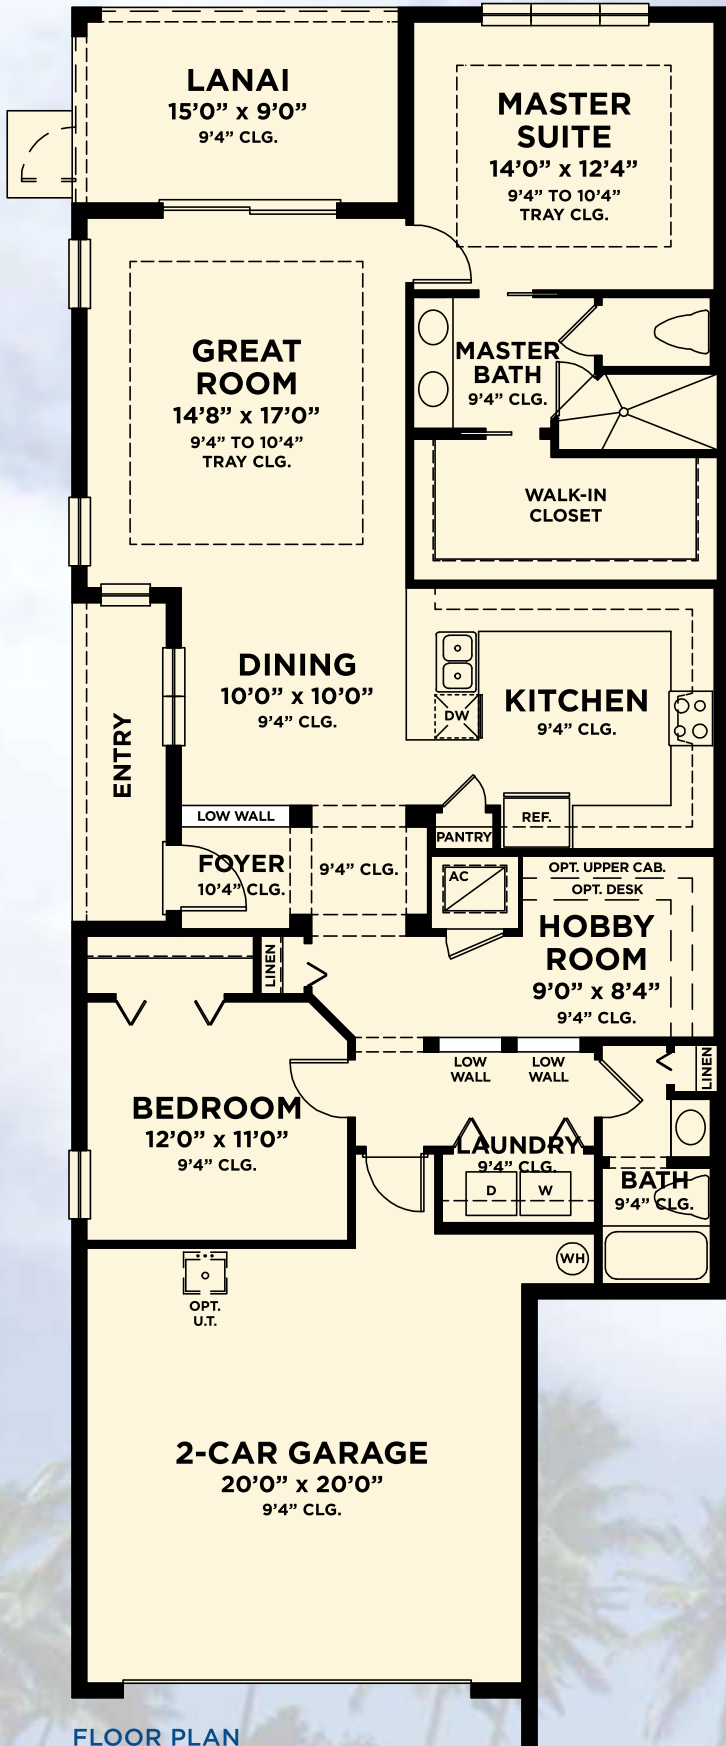 LANAI
15’0” x 9’0”
9’4” CLG.
MASTER
SUITE
14’0” x 12’4”
9’4” TO 10’4”
TRAY CLG.
GREAT
ROOM
14’8” x 17’0”
9’4” TO 10’4”
TRAY CLG.
MASTER
BATH
9’4” CLG.
WALK-IN
CLOSET
DINING
10’0” x 10’0”
9’4” CLG.
KITCHEN
9’4” CLG.
DW
ENTRY
LOW WALL
PANTRY
REF.
FOYER
10’4” CLG.
9’4” CLG.
AC
OPT. UPPER CAB.
OPT. DESK
HOBBY
ROOM
9’0” x 8’4”
9’4” CLG.
LINEN
LOW
WALL
LOW
WALL
LINEN
BEDROOM
12’0” x 11’0”
9’4” CLG.
LAUNDRY
9’4” CLG.
D
W
BATH
9’4” CLG.
WH
OPT.
U.T.
2-CAR GARAGE
20’0” x 20’0”
9’4” CLG.
FLOOR PLAN